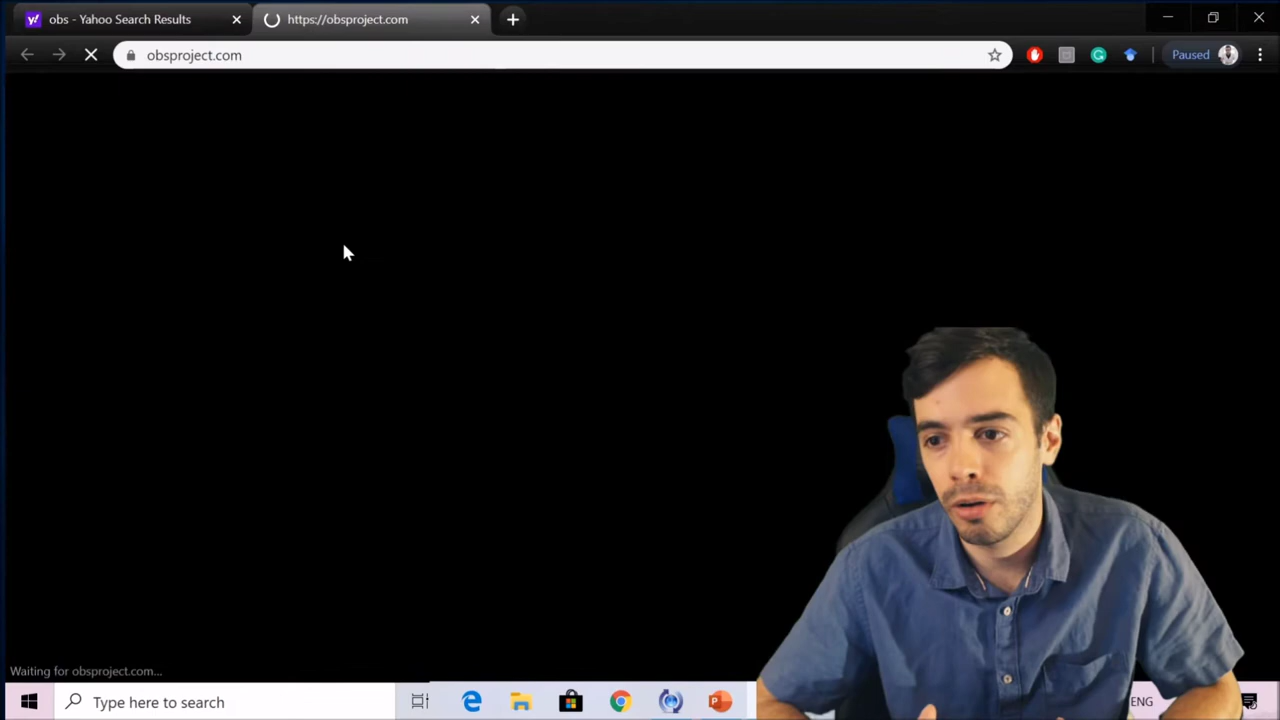 obs - Yahoo Search Results
https://obsproject.com
obsproject.com
Paused
Waiting for obsproject.com...
Type here to search
ENG